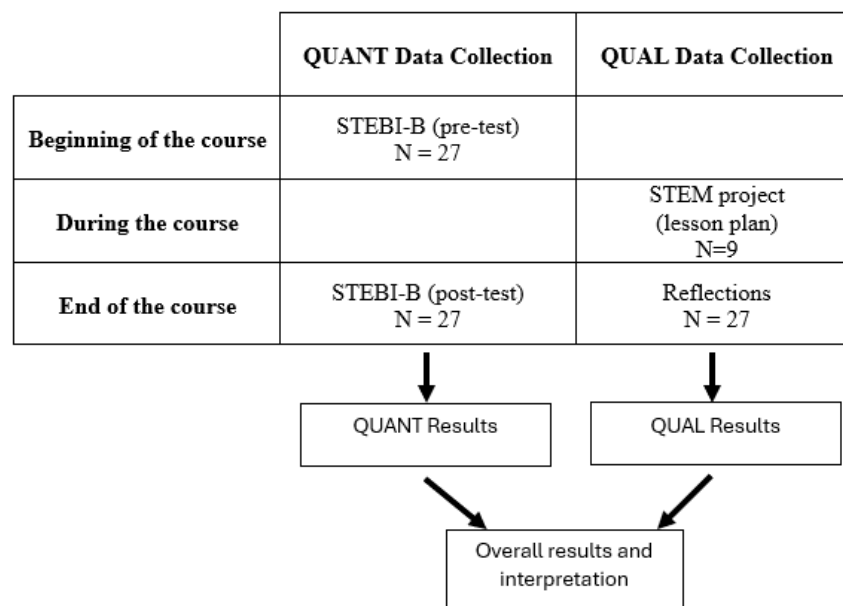 QUANT Data Collection
QUAL Data Collection
Beginning of the course
STEBI-B (pre-test)
N = 27
During the course
STEM project
(lesson plan)
N=9
End of the course
STEBI-B (post-test)
N = 27
Reflections
N = 27
QUANT Results
QUAL Results
Overall results and
interpretation